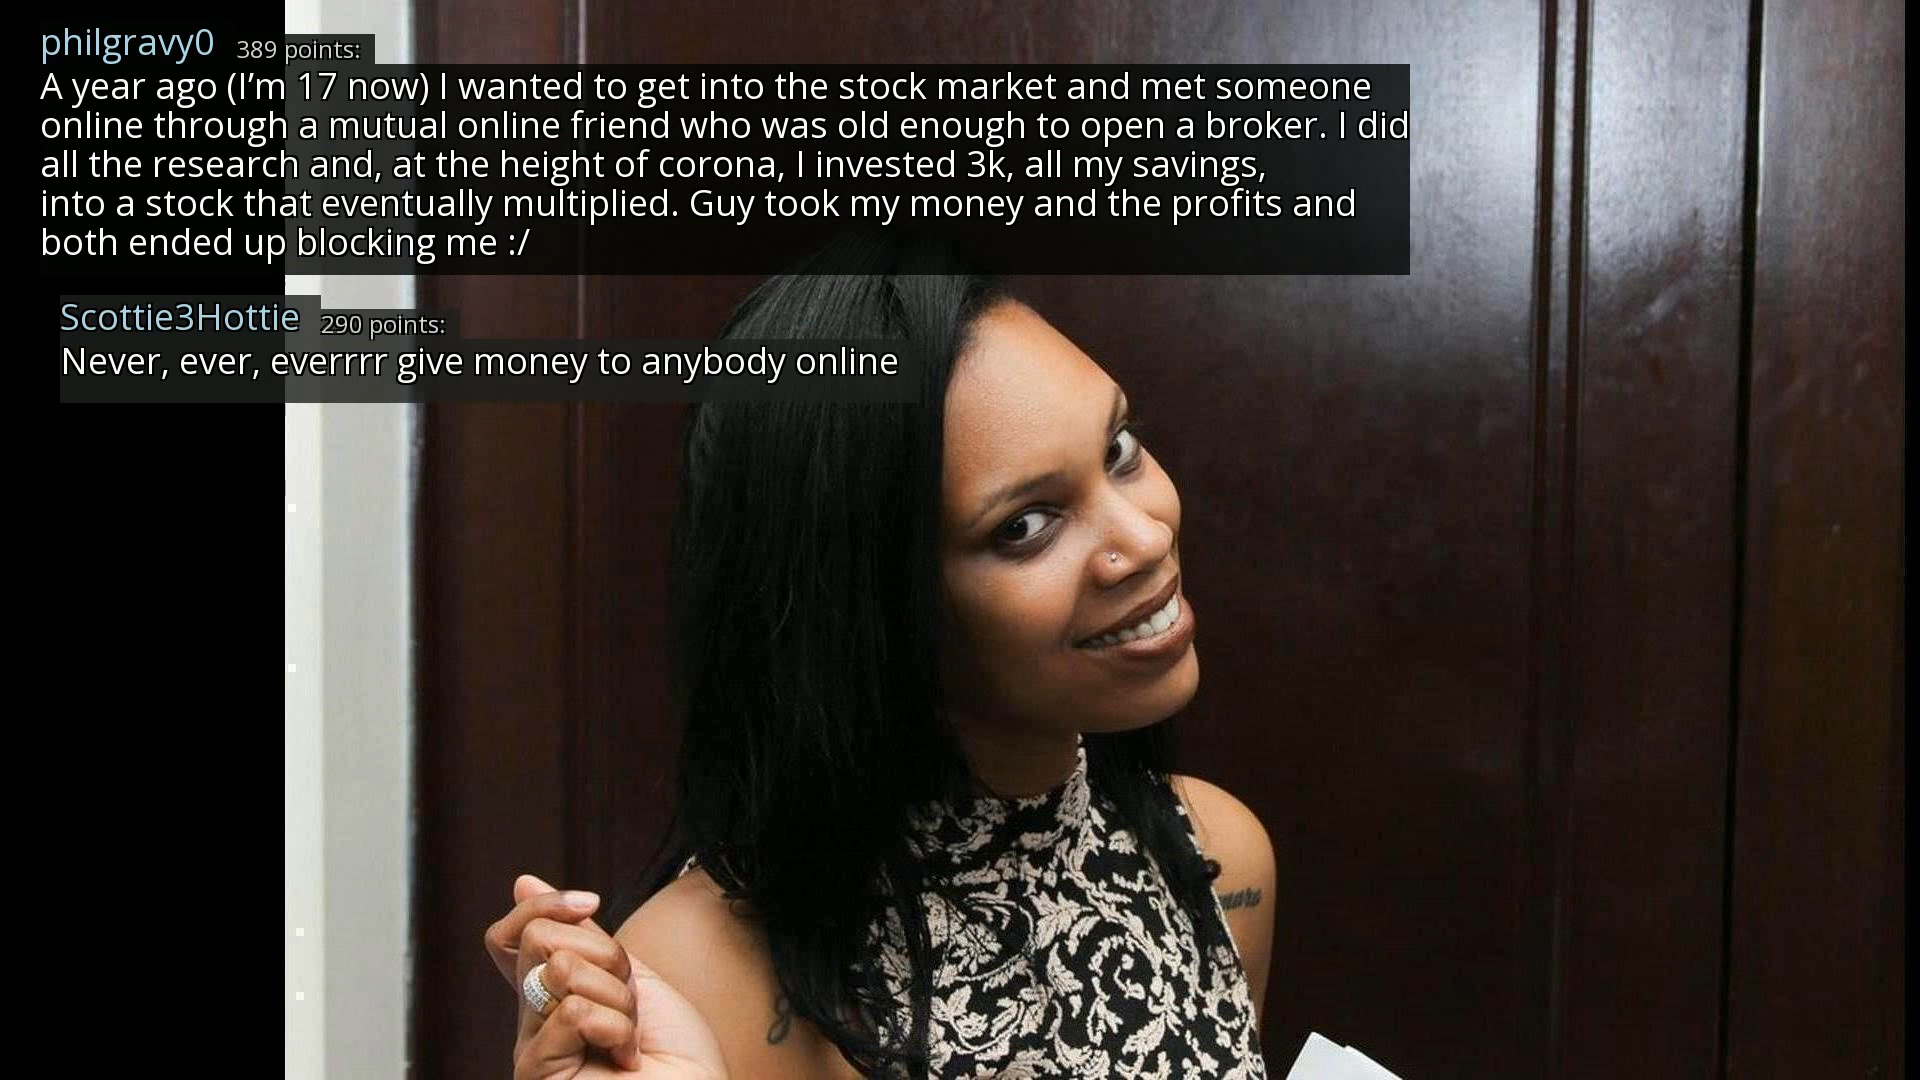 philgravy0 389 points:
A year ago (I’m 17 now) I wanted to get into the stock market and met someone
online through a mutual online friend who was old enough to open a broker. I did
all the research and, at the height of corona, I invested 3k, all my savings,
into a stock that eventually multiplied. Guy took my money and the profits and
both ended up blocking me :/
Scottie3Hottie 290 points:
Never, ever, everrrr give money to anybody online